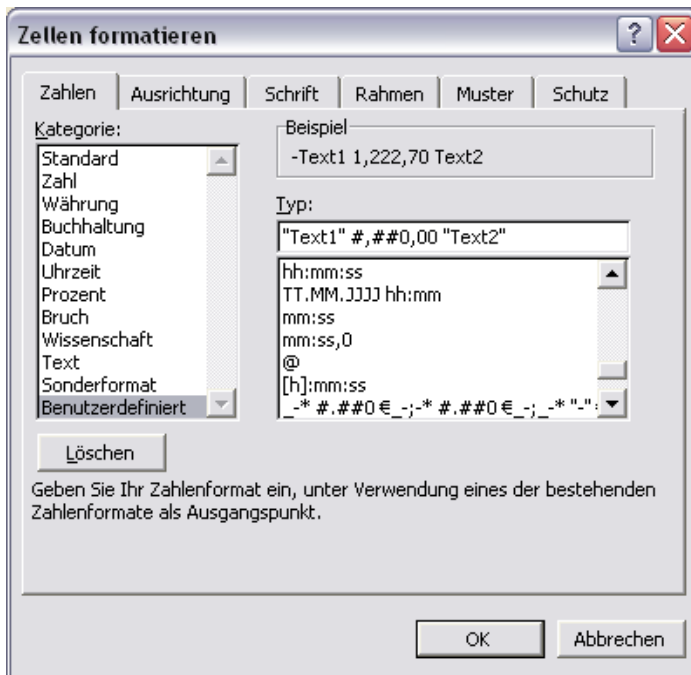 Zellen formatieren
Zahlen Ausrichtung Schrift Rahmen Muster Schutz
Kategorie:
Standard
Zahl
Währung
Buchhaltung
Datum
Uhrzeit
Prozent
Bruch
Wissenschaft
Text
Sonderformat
Benutzerdefiniert
Beispiel
-Text1 1,222,70 Text2
Typ:
"Text1" #,##0,00 "Text2"
hh:mm:ss
TT.MM.JJJJ hh:mm
mm:ss
mm:ss,0
@
[h]:mm:ss
_-* #.##0 €_-;-* #.##0 €_-;_-* "-"
Löschen
Geben Sie Ihr Zahlenformat ein, unter Verwendung eines der bestehenden
Zahlenformate als Ausgangspunkt.
OK Abbrechen